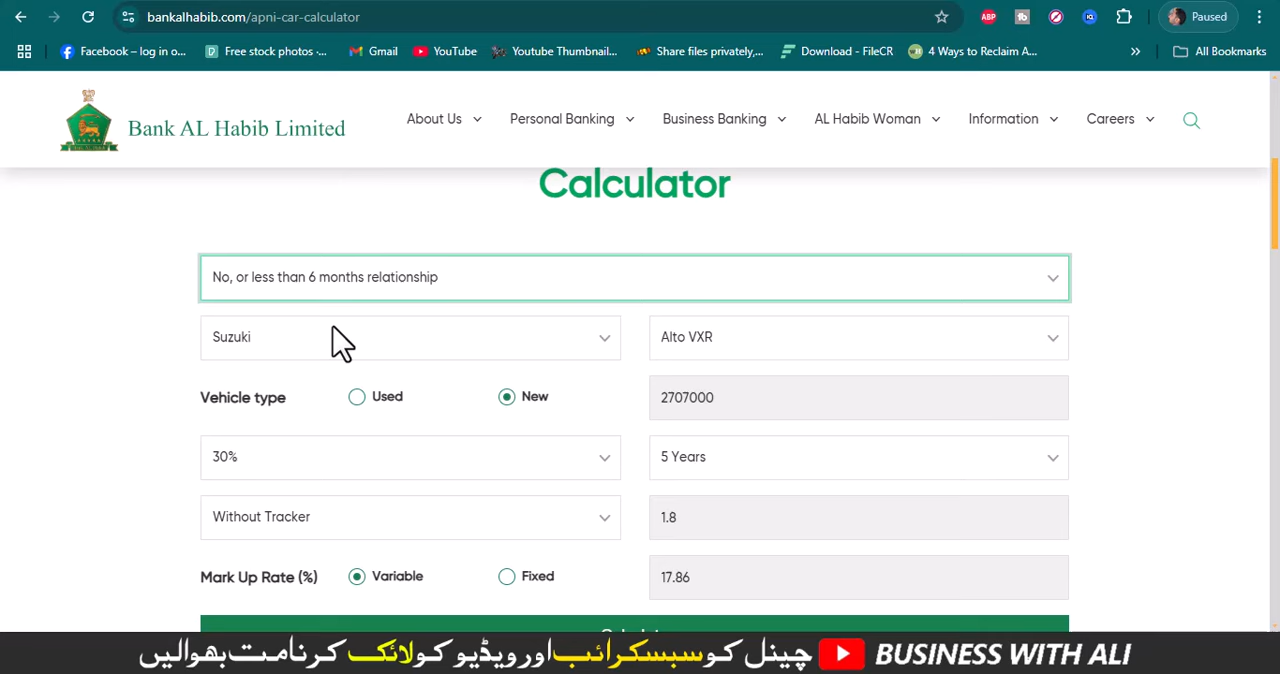 bankalhabib.com/apni-car-calculator
ABP
Paused
Facebook – log in o...
Free stock photos -...
Gmail
YouTube
Youtube Thumbnail...
Share files privately,...
Download - FileCR
4 Ways to Reclaim A...
»
All Bookmarks
Bank AL Habib Limited
About Us
Personal Banking
Business Banking
AL Habib Woman
Information
Careers
Calculator
No, or less than 6 months relationship
Suzuki
Alto VXR
Vehicle type
Used
New
2707000
30%
5 Years
Without Tracker
1.8
Mark Up Rate (%)
Variable
Fixed
17.86
چینل کو سبسکرائب اور ویڈیو کو لائک کرنا مت بھولیں
BUSINESS WITH ALI